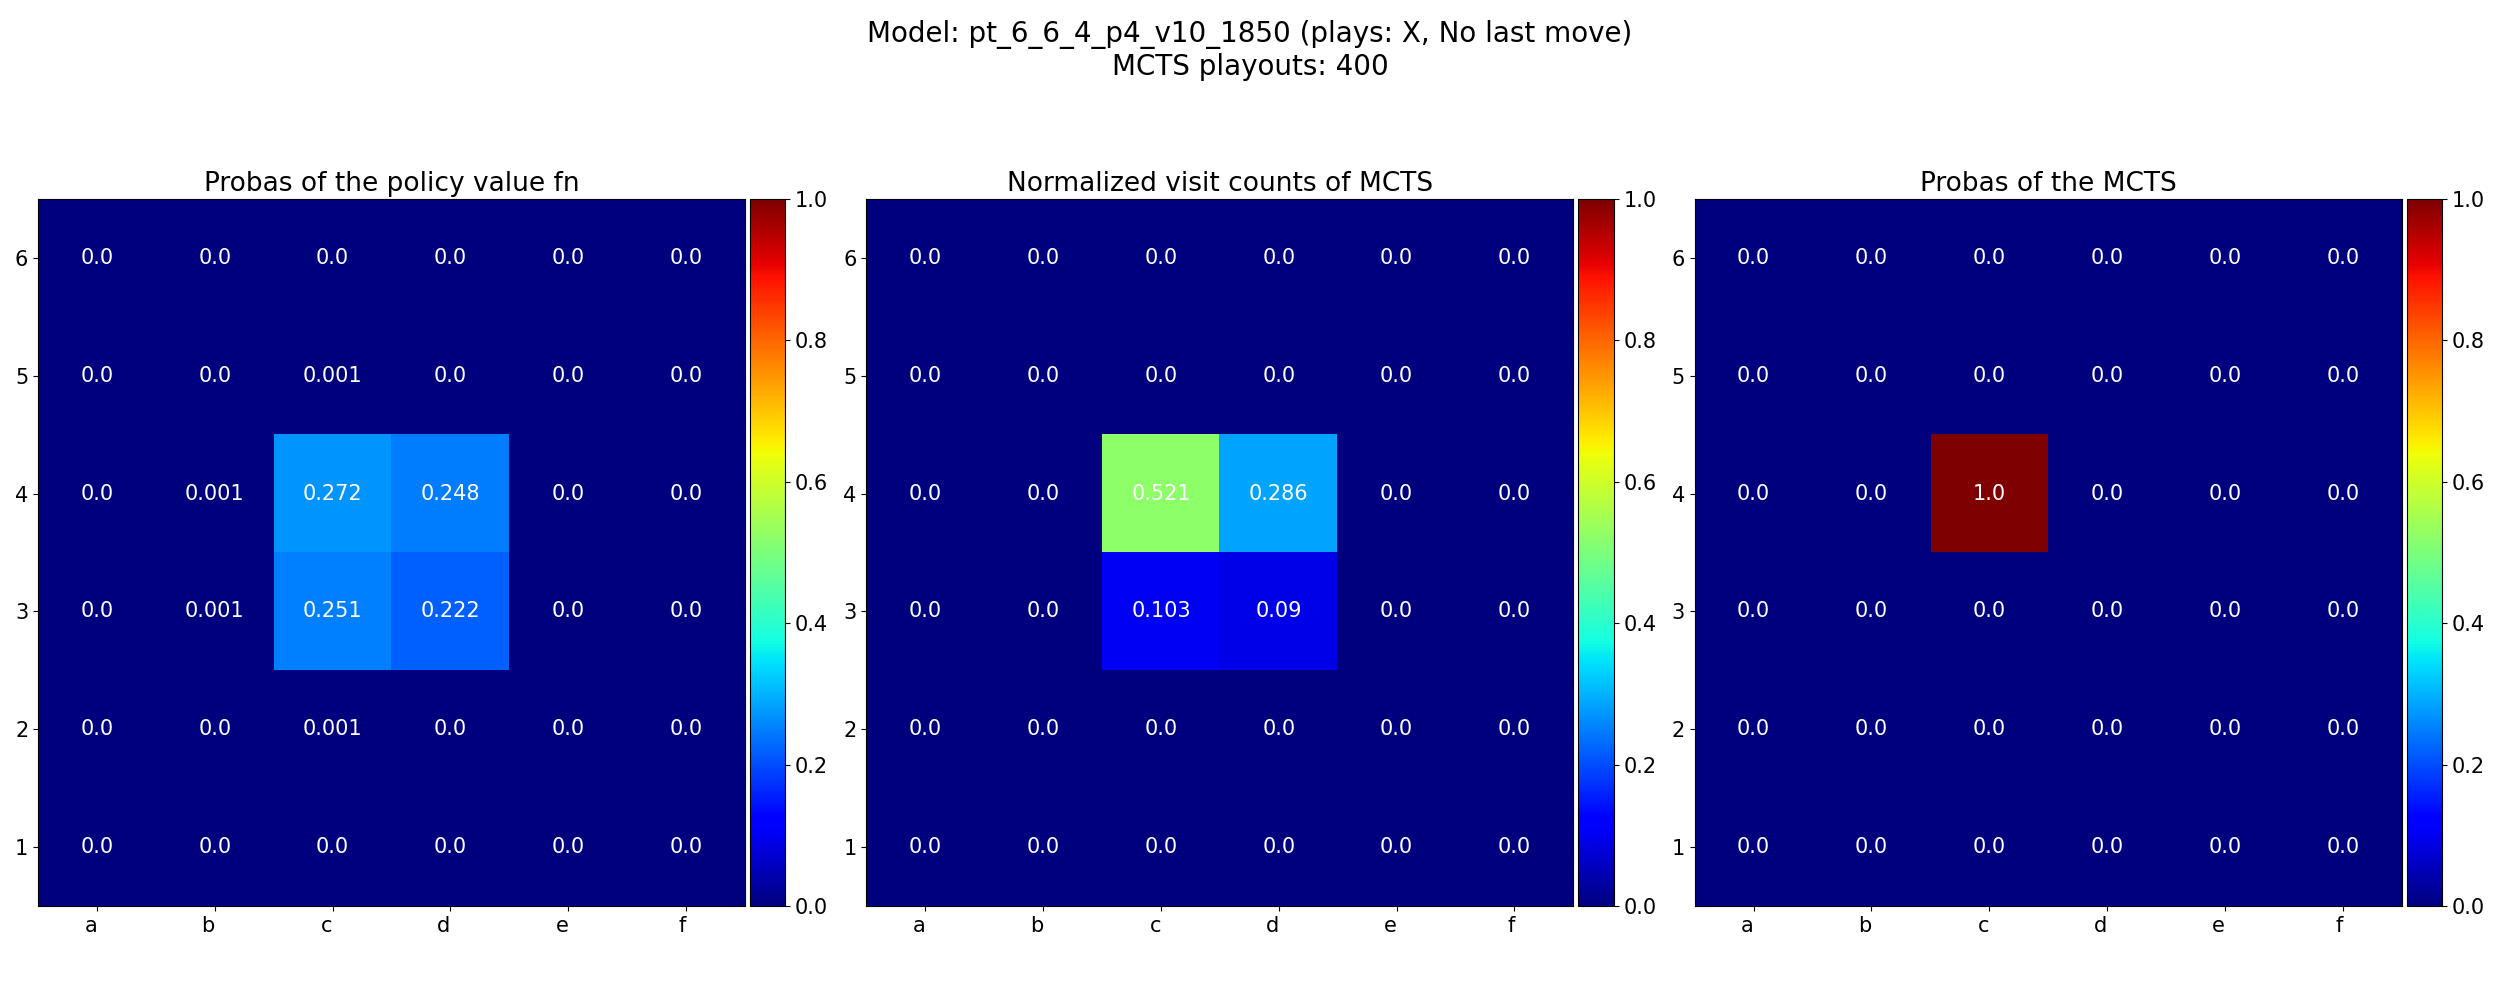 Model: pt_6_6_4_p4_v10_1850 (plays: X, No last move)
MCTS playouts: 400
Probas of the policy value fn
1.0
0.8
0.6
0.4
0.2
0.0
6 0.0 0.0 0.0 0.0 0.0 0.0
5 0.0 0.0 0.001 0.0 0.0 0.0
4 0.0 0.001 0.272 0.248 0.0 0.0
3 0.0 0.001 0.251 0.222 0.0 0.0
2 0.0 0.0 0.001 0.0 0.0 0.0
1 0.0 0.0 0.0 0.0 0.0 0.0
a b c d e f
Normalized visit counts of MCTS
1.0
0.8
0.6
0.4
0.2
0.0
6 0.0 0.0 0.0 0.0 0.0 0.0
5 0.0 0.0 0.0 0.0 0.0 0.0
4 0.0 0.0 0.521 0.286 0.0 0.0
3 0.0 0.0 0.103 0.09 0.0 0.0
2 0.0 0.0 0.0 0.0 0.0 0.0
1 0.0 0.0 0.0 0.0 0.0 0.0
a b c d e f
Probas of the MCTS
1.0
0.8
0.6
0.4
0.2
0.0
6 0.0 0.0 0.0 0.0 0.0 0.0
5 0.0 0.0 0.0 0.0 0.0 0.0
4 0.0 0.0 1.0 0.0 0.0 0.0
3 0.0 0.0 0.0 0.0 0.0 0.0
2 0.0 0.0 0.0 0.0 0.0 0.0
1 0.0 0.0 0.0 0.0 0.0 0.0
a b c d e f